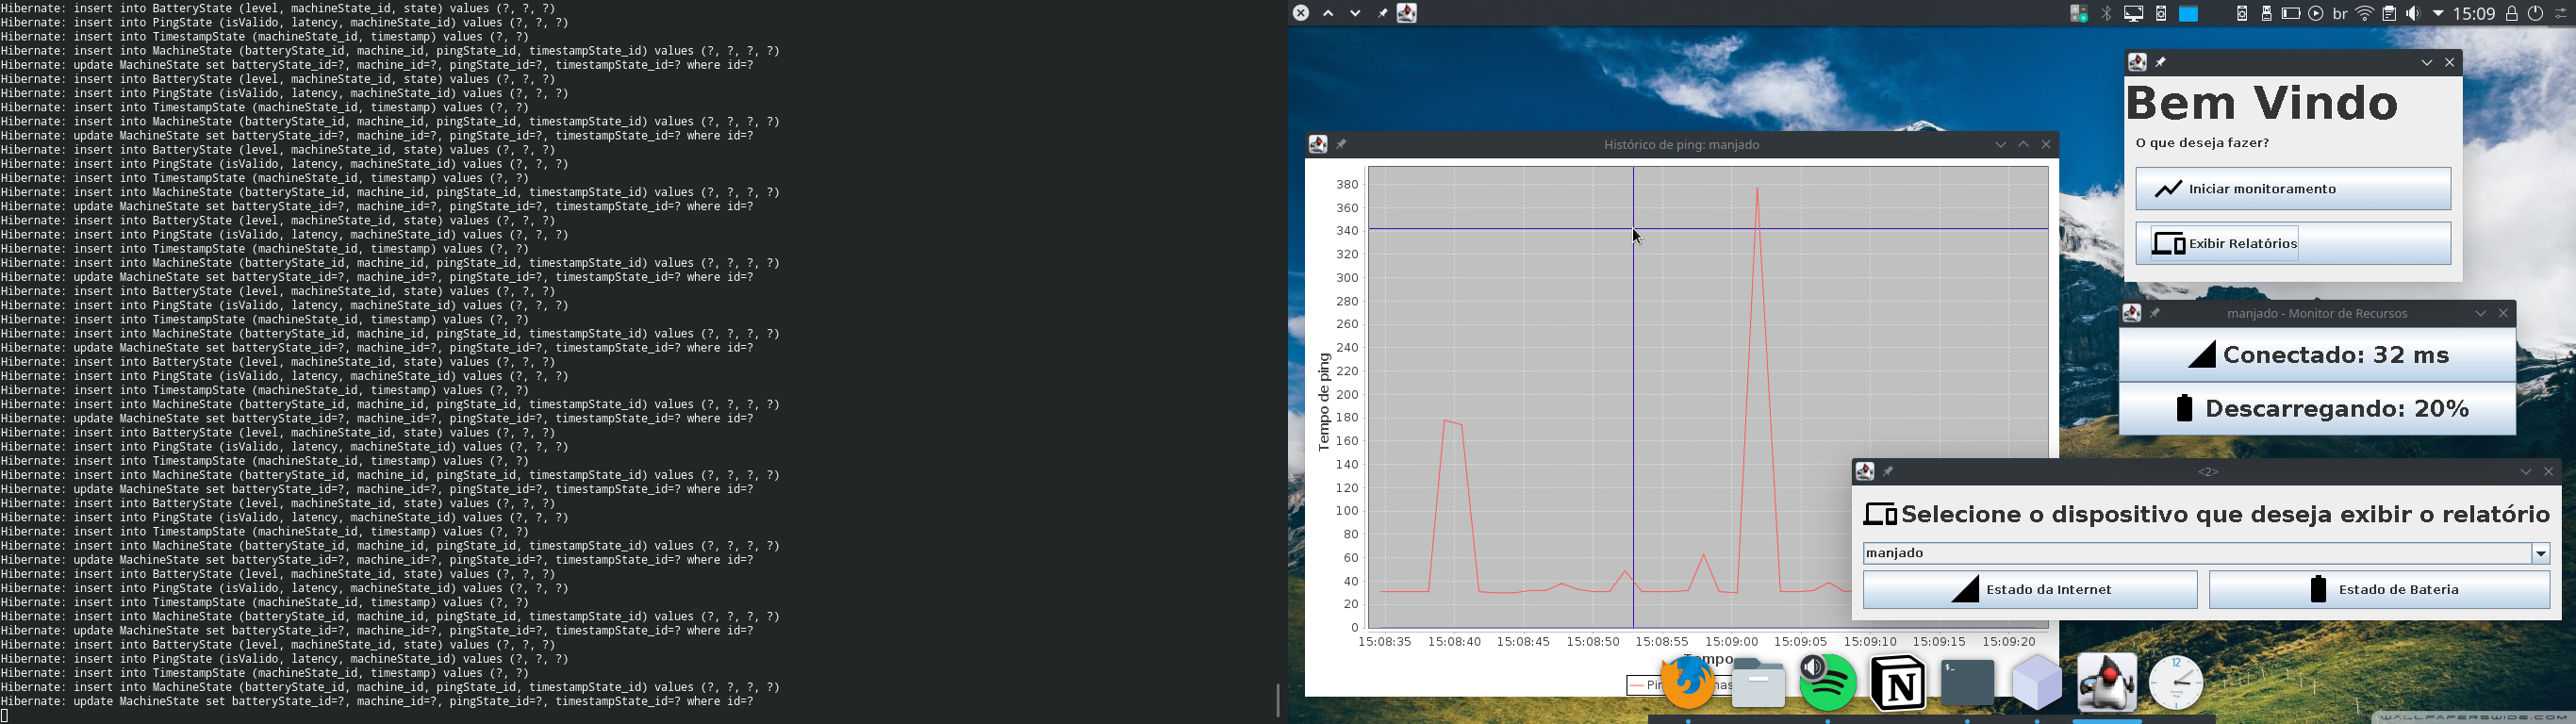 Hibernate: insert into BatteryState (level, machineState_id, state) values (?, ?, ?)
Hibernate: insert into PingState (isValido, latency, machineState_id) values (?, ?, ?)
Hibernate: insert into TimestampState (machineState_id, timestamp) values (?, ?)
Hibernate: insert into MachineState (batteryState_id, machine_id, pingState_id, timestampState_id) values (?, ?, ?, ?)
Hibernate: update MachineState set batteryState_id=?, machine_id=?, pingState_id=?, timestampState_id=? where id=?
Hibernate: insert into BatteryState (level, machineState_id, state) values (?, ?, ?)
Hibernate: insert into PingState (isValido, latency, machineState_id) values (?, ?, ?)
Hibernate: insert into TimestampState (machineState_id, timestamp) values (?, ?)
Hibernate: insert into MachineState (batteryState_id, machine_id, pingState_id, timestampState_id) values (?, ?, ?, ?)
Hibernate: update MachineState set batteryState_id=?, machine_id=?, pingState_id=?, timestampState_id=? where id=?
Hibernate: insert into BatteryState (level, machineState_id, state) values (?, ?, ?)
Hibernate: insert into PingState (isValido, latency, machineState_id) values (?, ?, ?)
Hibernate: insert into TimestampState (machineState_id, timestamp) values (?, ?)
Hibernate: insert into MachineState (batteryState_id, machine_id, pingState_id, timestampState_id) values (?, ?, ?, ?)
Hibernate: update MachineState set batteryState_id=?, machine_id=?, pingState_id=?, timestampState_id=? where id=?
Hibernate: insert into BatteryState (level, machineState_id, state) values (?, ?, ?)
Hibernate: insert into PingState (isValido, latency, machineState_id) values (?, ?, ?)
Hibernate: insert into TimestampState (machineState_id, timestamp) values (?, ?)
Hibernate: insert into MachineState (batteryState_id, machine_id, pingState_id, timestampState_id) values (?, ?, ?, ?)
Hibernate: update MachineState set batteryState_id=?, machine_id=?, pingState_id=?, timestampState_id=? where id=?
Hibernate: insert into BatteryState (level, machineState_id, state) values (?, ?, ?)
Hibernate: insert into PingState (isValido, latency, machineState_id) values (?, ?, ?)
Hibernate: insert into TimestampState (machineState_id, timestamp) values (?, ?)
Hibernate: insert into MachineState (batteryState_id, machine_id, pingState_id, timestampState_id) values (?, ?, ?, ?)
Hibernate: update MachineState set batteryState_id=?, machine_id=?, pingState_id=?, timestampState_id=? where id=?
Hibernate: insert into BatteryState (level, machineState_id, state) values (?, ?, ?)
Hibernate: insert into PingState (isValido, latency, machineState_id) values (?, ?, ?)
Hibernate: insert into TimestampState (machineState_id, timestamp) values (?, ?)
Hibernate: insert into MachineState (batteryState_id, machine_id, pingState_id, timestampState_id) values (?, ?, ?, ?)
Hibernate: update MachineState set batteryState_id=?, machine_id=?, pingState_id=?, timestampState_id=? where id=?
Hibernate: insert into BatteryState (level, machineState_id, state) values (?, ?, ?)
Hibernate: insert into PingState (isValido, latency, machineState_id) values (?, ?, ?)
Hibernate: insert into TimestampState (machineState_id, timestamp) values (?, ?)
Hibernate: insert into MachineState (batteryState_id, machine_id, pingState_id, timestampState_id) values (?, ?, ?, ?)
Hibernate: update MachineState set batteryState_id=?, machine_id=?, pingState_id=?, timestampState_id=? where id=?
Hibernate: insert into BatteryState (level, machineState_id, state) values (?, ?, ?)
Hibernate: insert into PingState (isValido, latency, machineState_id) values (?, ?, ?)
Hibernate: insert into TimestampState (machineState_id, timestamp) values (?, ?)
Hibernate: insert into MachineState (batteryState_id, machine_id, pingState_id, timestampState_id) values (?, ?, ?, ?)
Hibernate: update MachineState set batteryState_id=?, machine_id=?, pingState_id=?, timestampState_id=? where id=?
Hibernate: insert into BatteryState (level, machineState_id, state) values (?, ?, ?)
Hibernate: insert into PingState (isValido, latency, machineState_id) values (?, ?, ?)
Hibernate: insert into TimestampState (machineState_id, timestamp) values (?, ?)
Hibernate: insert into MachineState (batteryState_id, machine_id, pingState_id, timestampState_id) values (?, ?, ?, ?)
Hibernate: update MachineState set batteryState_id=?, machine_id=?, pingState_id=?, timestampState_id=? where id=?
Hibernate: insert into BatteryState (level, machineState_id, state) values (?, ?, ?)
Hibernate: insert into PingState (isValido, latency, machineState_id) values (?, ?, ?)
Hibernate: insert into TimestampState (machineState_id, timestamp) values (?, ?)
Hibernate: insert into MachineState (batteryState_id, machine_id, pingState_id, timestampState_id) values (?, ?, ?, ?)
Hibernate: update MachineState set batteryState_id=?, machine_id=?, pingState_id=?, timestampState_id=? where id=?
br 15:09
Histórico de ping: manjado
380
360
340
320
300
280
260
240
220
200
180
160
140
120
100
80
60
40
20
0
Tempo de ping
15:08:35 15:08:40 15:08:45 15:08:50 15:08:55 15:09:00 15:09:05 15:09:10 15:09:15 15:09:20
Tempo
Bem Vindo
O que deseja fazer?
Iniciar monitoramento
Exibir Relatórios
manjado - Monitor de Recursos
Conectado: 32 ms
Descarregando: 20%
<2>
Selecione o dispositivo que deseja exibir o relatório
manjado
Estado da Internet
Estado de Bateria
N
12
WALLPAPERSWIDE.COM